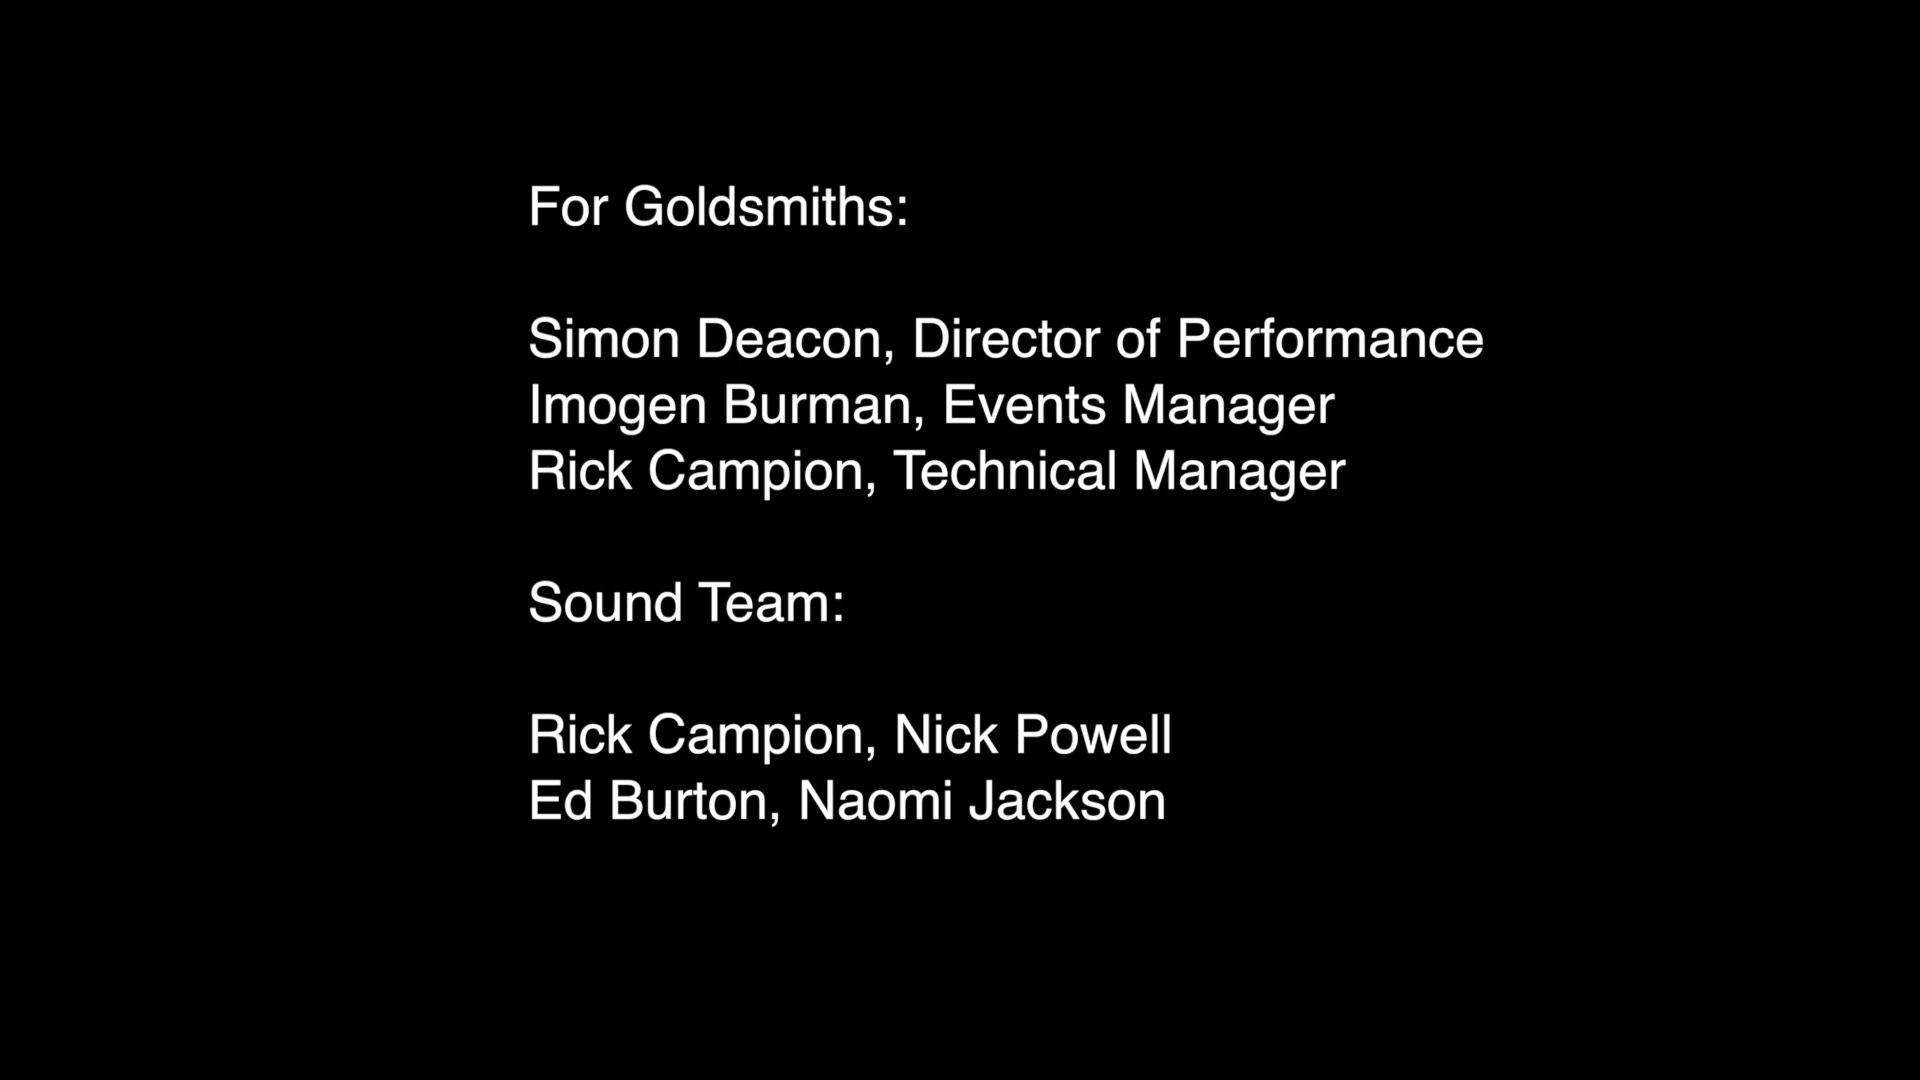 For Goldsmiths:
Simon Deacon, Director of Performance
Imogen Burman, Events Manager
Rick Campion, Technical Manager
Sound Team:
Rick Campion, Nick Powell
Ed Burton, Naomi Jackson